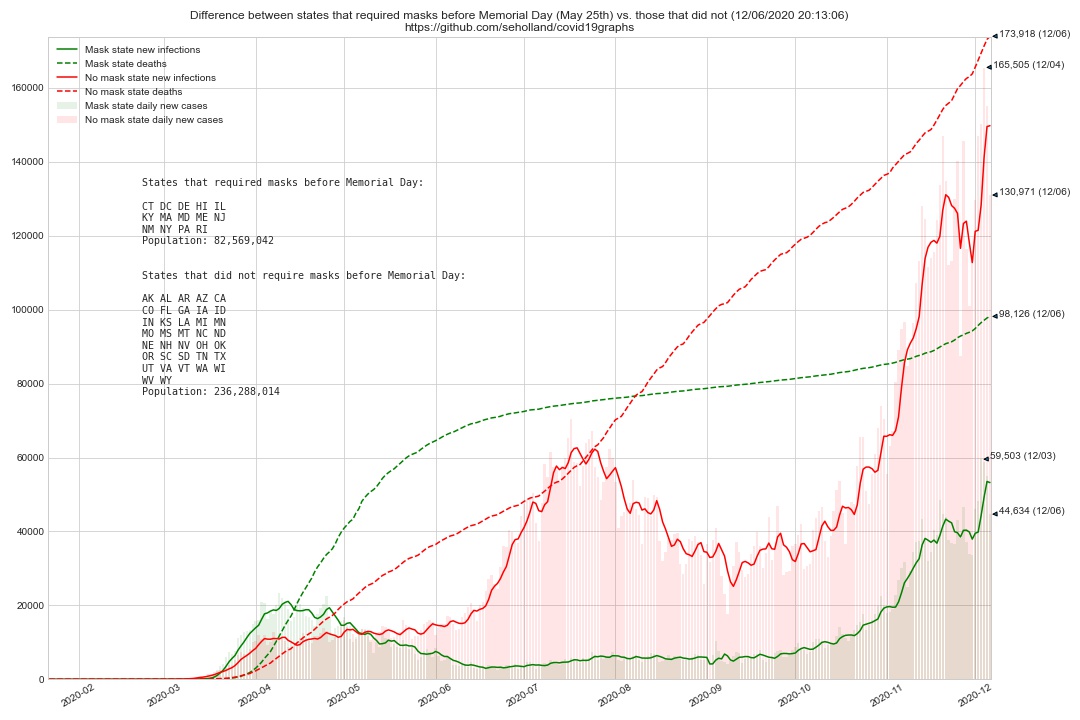 Difference between states that required masks before Memorial Day (May 25th) vs. those that did not (12/06/2020 20:13:06)
https://github.com/seholland/covid19graphs
Mask state new infections
Mask state deaths
No mask state new infections
No mask state deaths
Mask state daily new cases
No mask state daily new cases
States that required masks before Memorial Day:
CT DC DE HI IL
KY MA MD ME NJ
NM NY PA RI
Population: 82,569,042
States that did not require masks before Memorial Day:
AK AL AR AZ CA
CO FL GA IA ID
IN KS LA MI MN
MO MS MT NC ND
NE NH NV OH OK
OR SC SD TN TX
UT VA VT WA WI
WV WY
Population: 236,288,014
173,918 (12/06)
165,505 (12/04)
130,971 (12/06)
98,126 (12/06)
59,503 (12/03)
44,634 (12/06)
160000
140000
120000
100000
80000
60000
40000
20000
0
2020-02
2020-03
2020-04
2020-05
2020-06
2020-07
2020-08
2020-09
2020-10
2020-11
2020-12